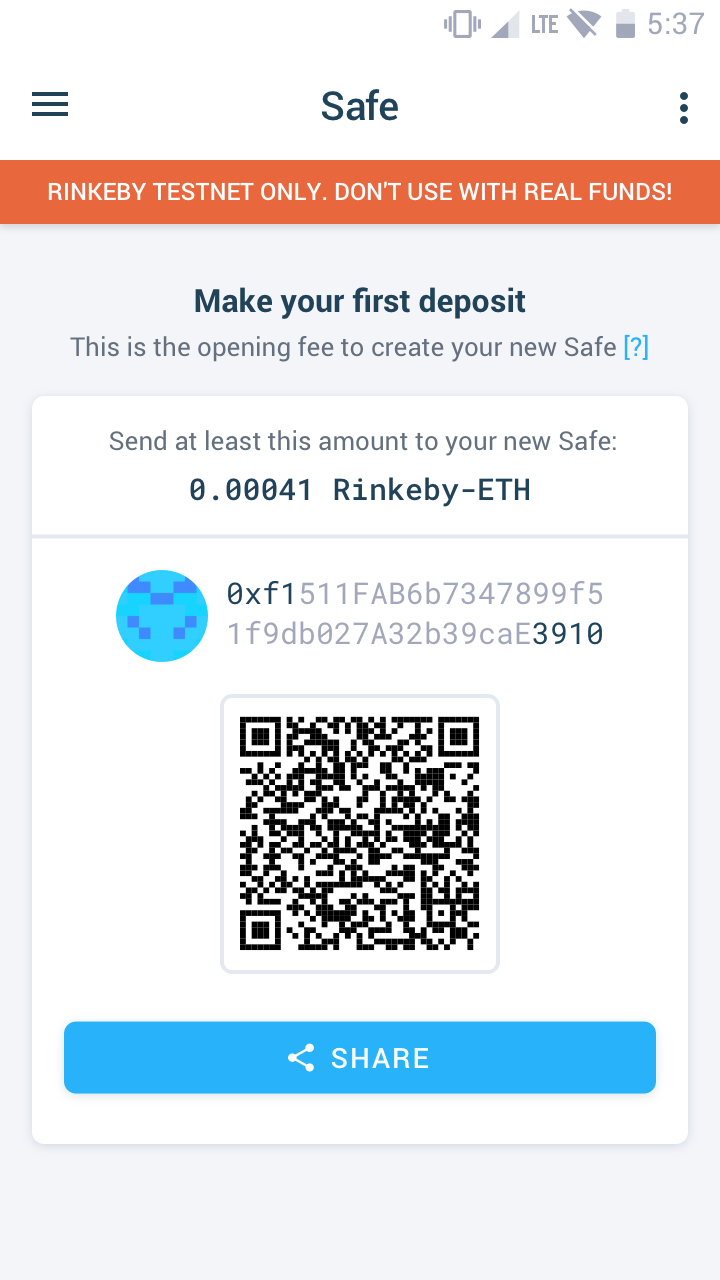 LTE 5:37
Safe
RINKEBY TESTNET ONLY. DON'T USE WITH REAL FUNDS!
Make your first deposit
This is the opening fee to create your new Safe [?]
Send at least this amount to your new Safe:
0.00041 Rinkeby-ETH
0xf1511FAB6b7347899f5
1f9db027A32b39caE3910
SHARE